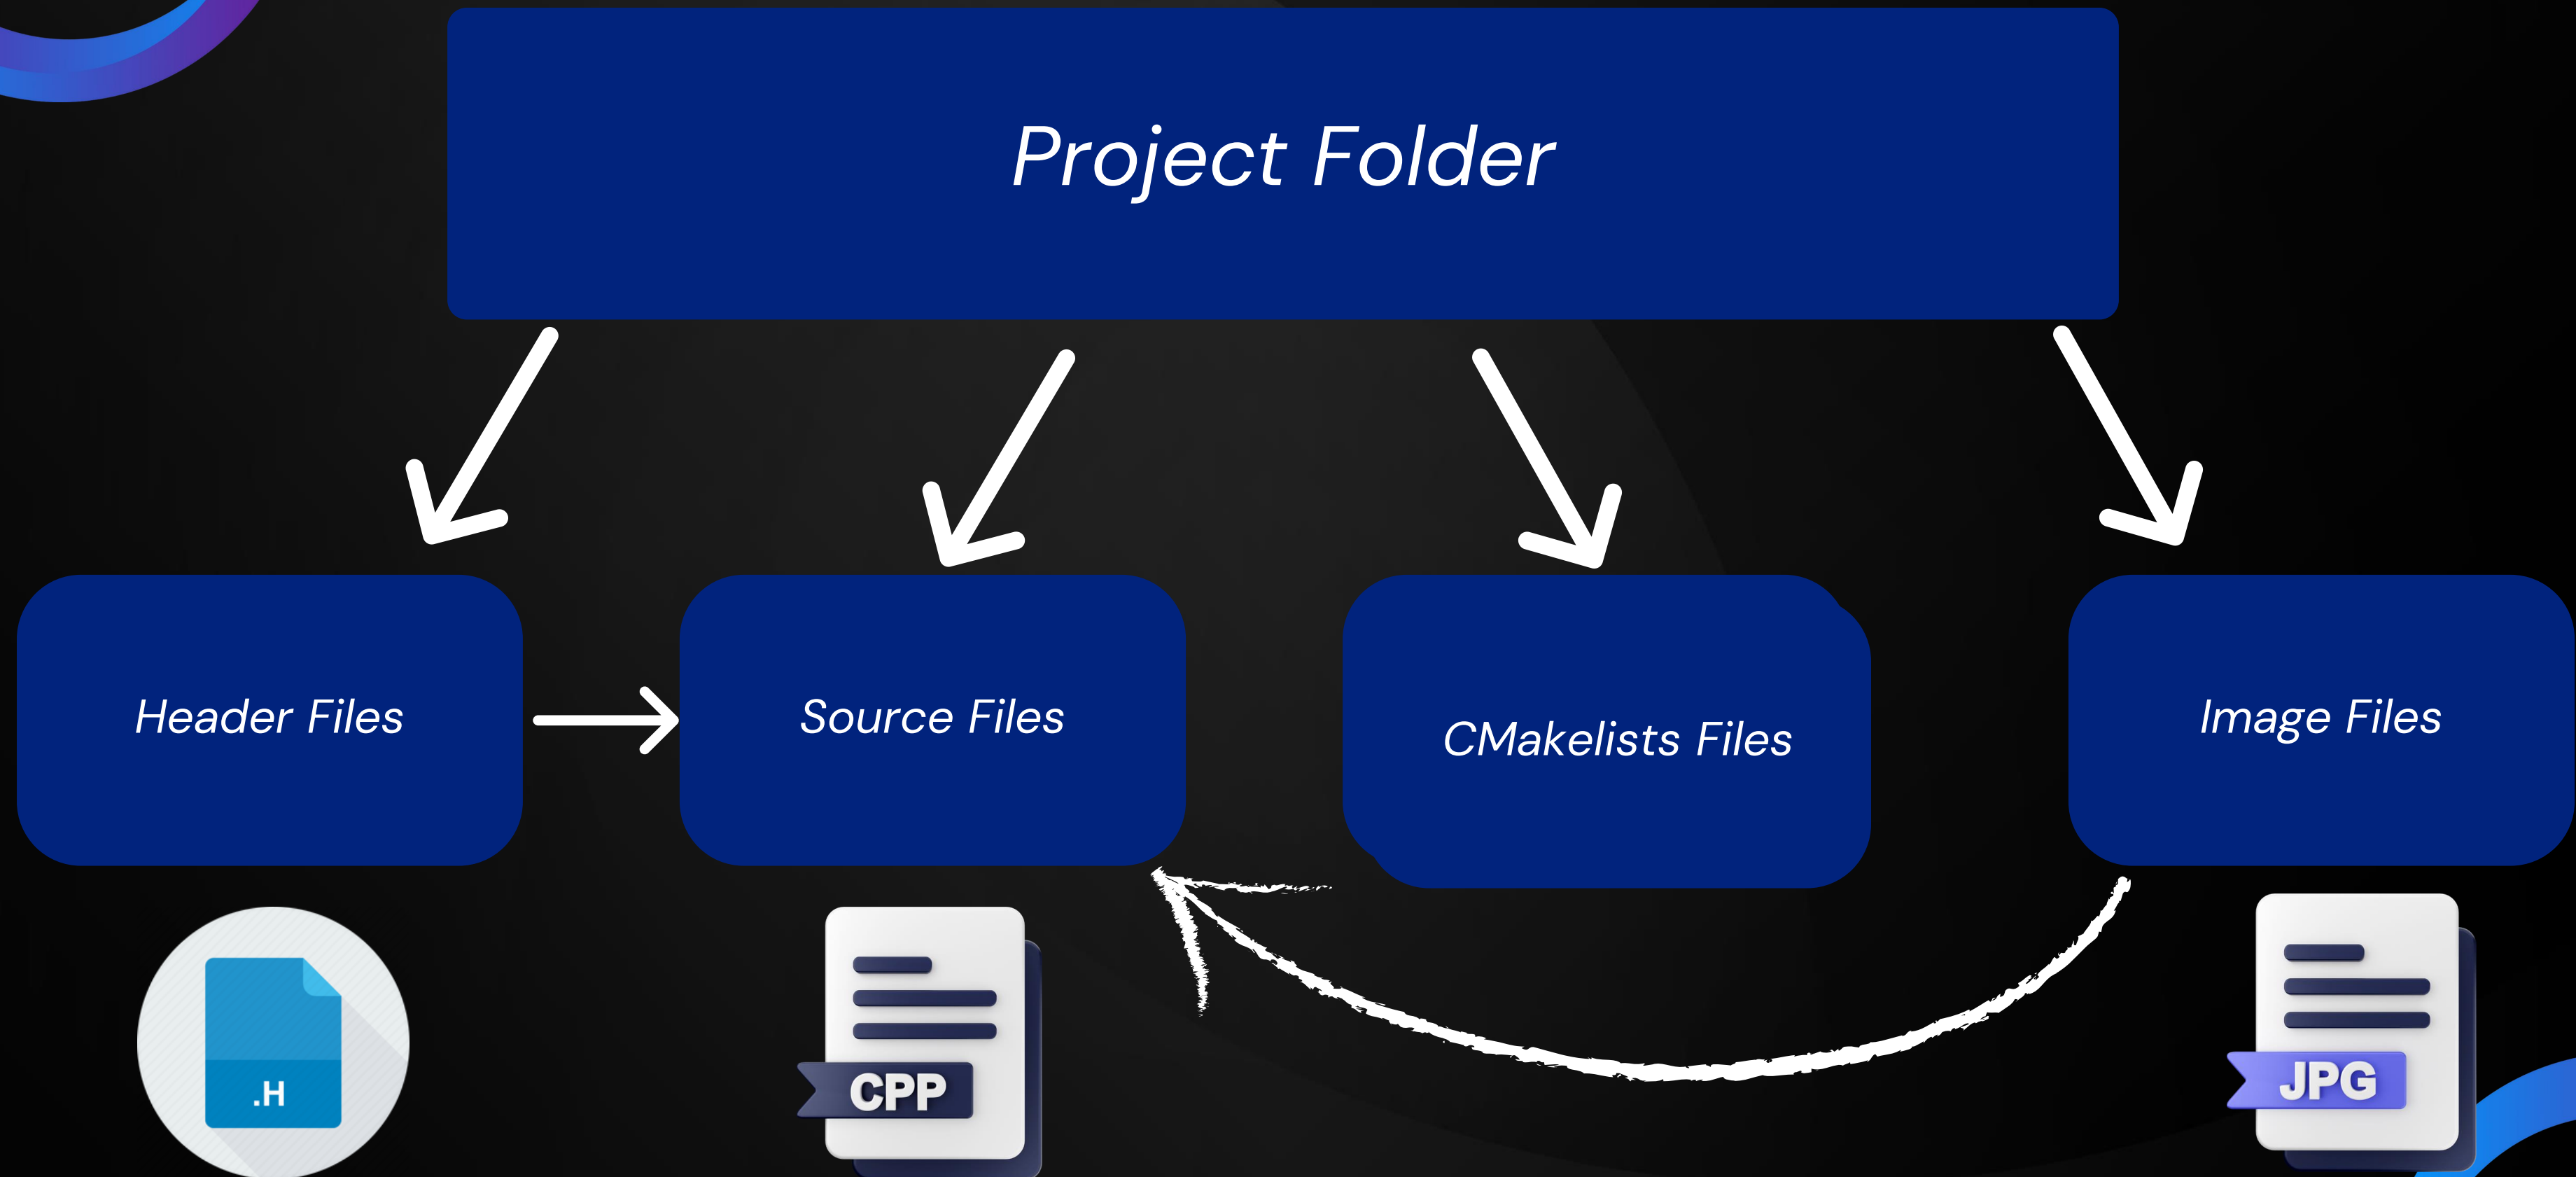 Project Folder
Header Files
Source Files
CMakelists Files
Image Files
.H
CPP
JPG